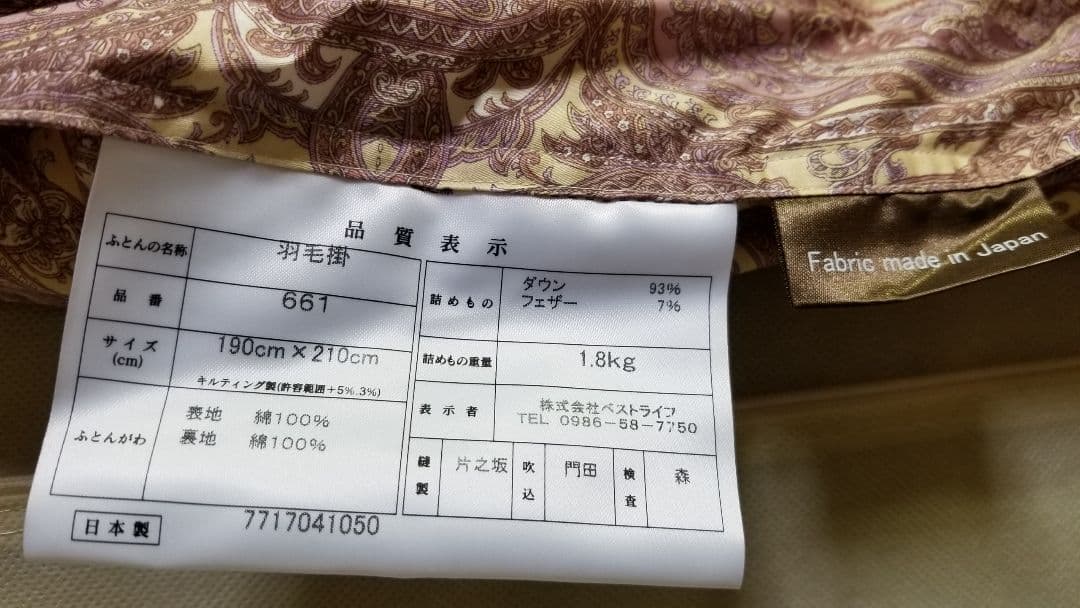 品質表示
ふとんの名称 羽毛掛
品番 661
サイズ(cm) 190cm×210cm
キルティング製(許容範囲+5%.3%)
ふとんがわ 表地 綿100%
裏地 綿100%
詰めもの ダウン 93%
フェザー 7%
詰めもの重量 1.8kg
表示者 株式会社ベストライフ
TEL 0986-58-7750
縫製 片之坂 吹込 門田 検査 森
日本製 7717041050
Fabric made in Japan